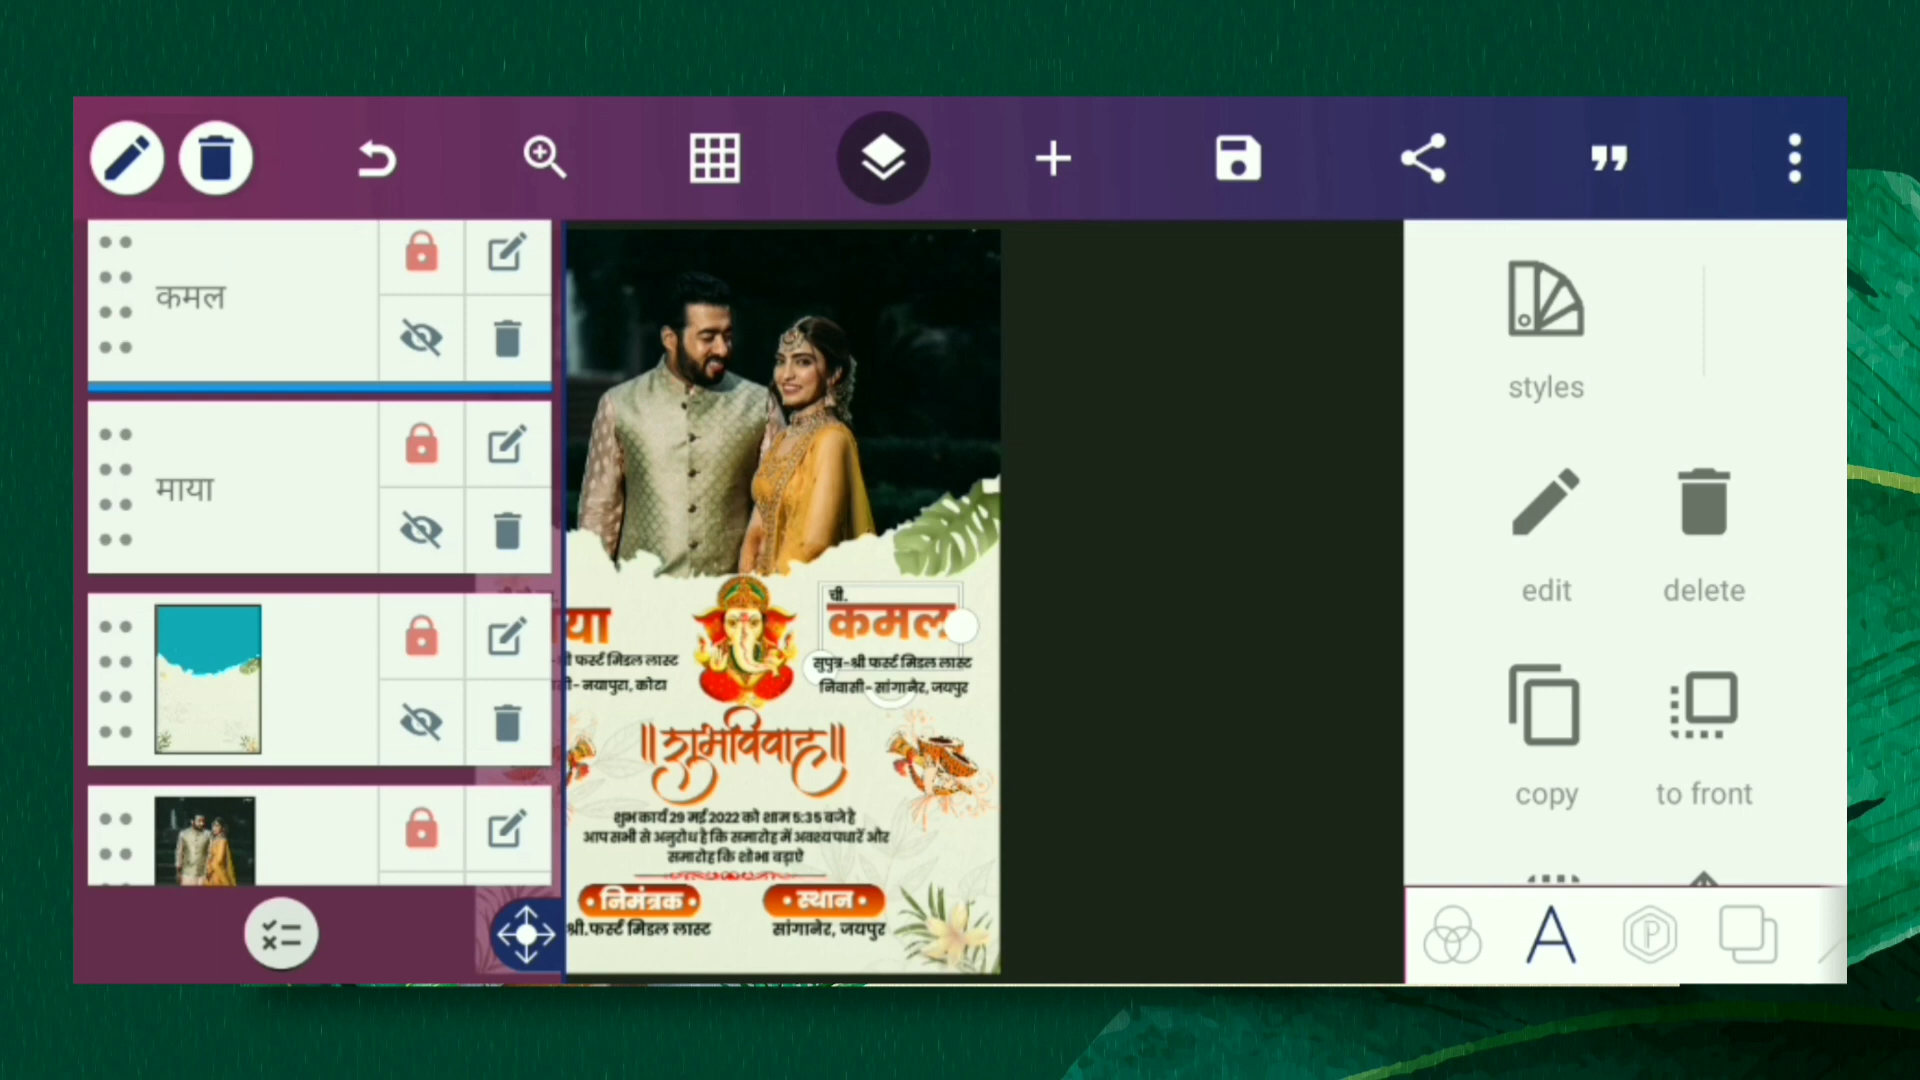 कमल
माया
styles
edit
delete
copy
to front
ची.
या
कमल
श्री फर्स्ट मिडल लास्ट
सुपुत्र-श्री फर्स्ट मिडल लास्ट
नयापुरा, कोटा
निवासी- सांगानेर, जयपुर
॥शुभविवाह॥
शुभ कार्य 29 मई 2022 को शाम 5:35 बजे है
आप सभी से अनुरोध है कि समारोह में अवश्य पधारें और
समारोह कि शोभा बढ़ाऐ
• निमंत्रक •
• स्थान •
श्री.फर्स्ट मिडल लास्ट
सांगानेर, जयपुर